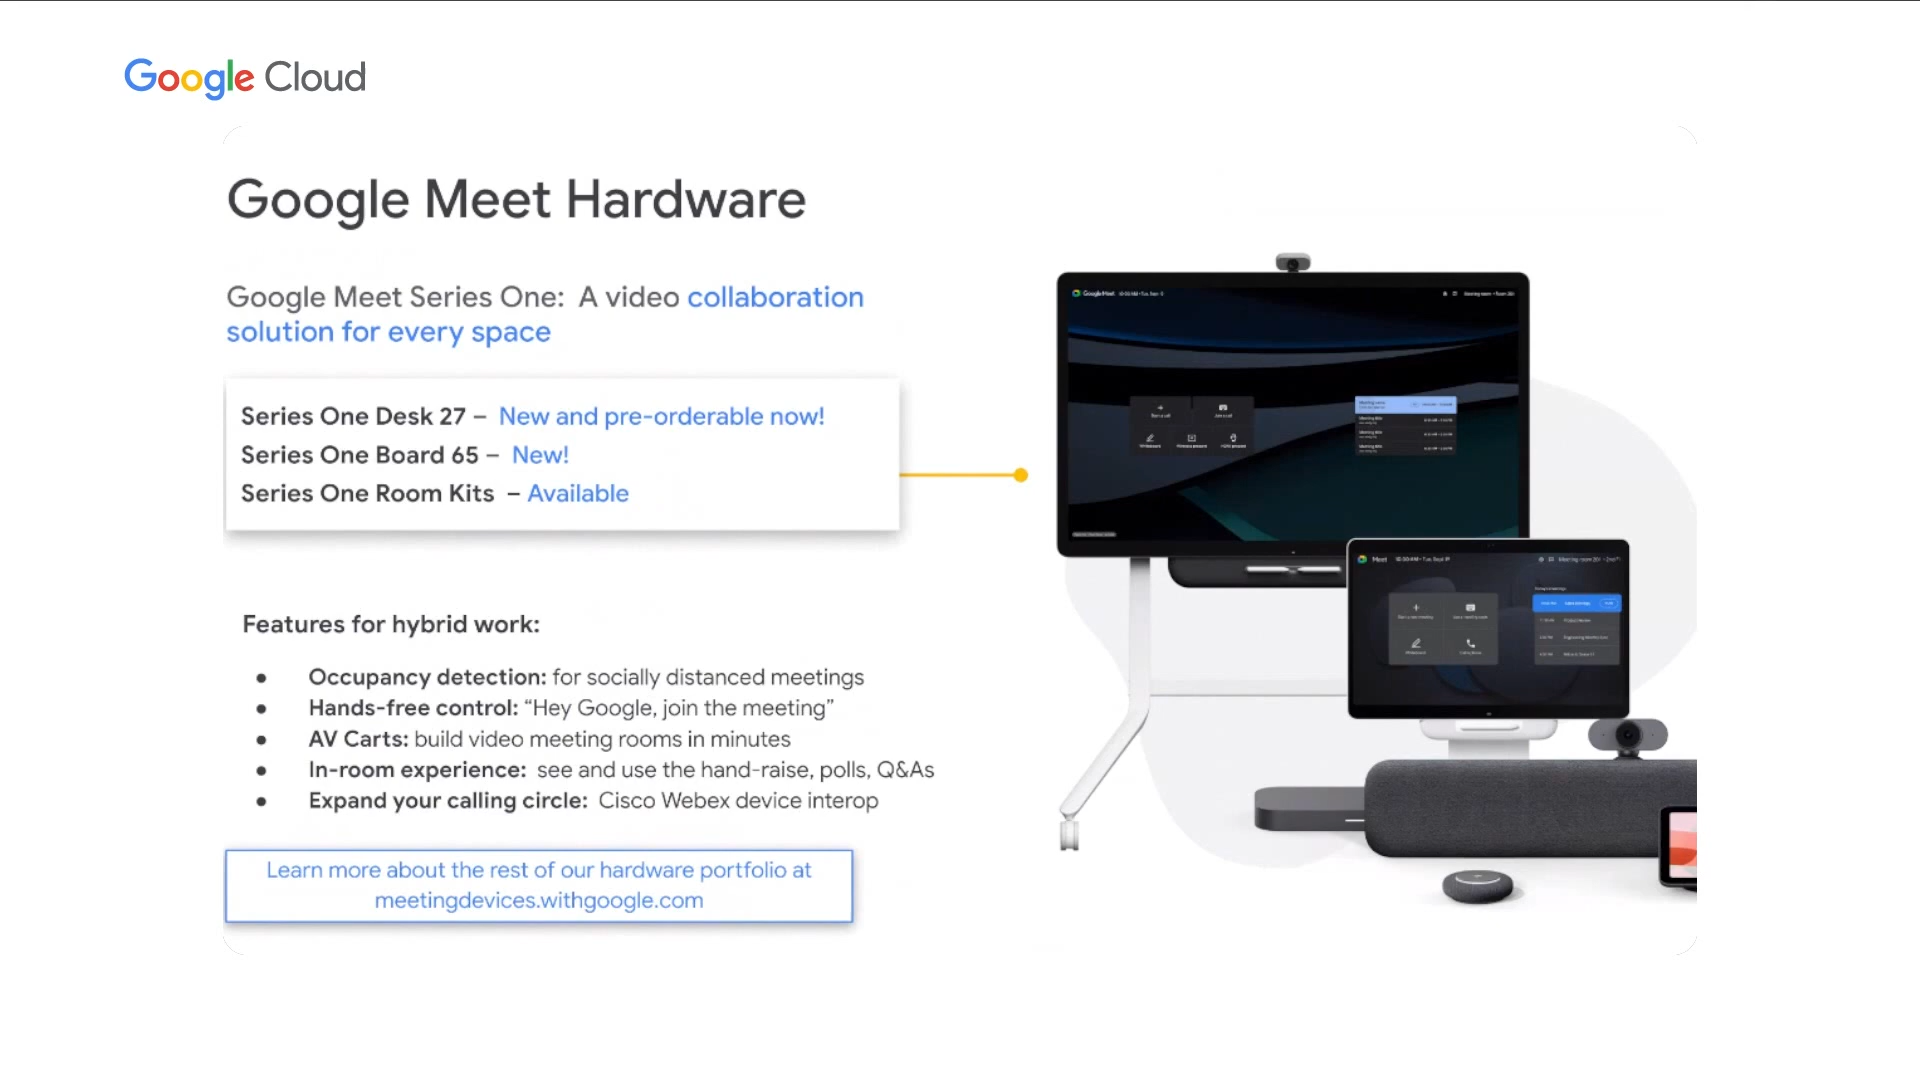 Google Cloud
Google Meet Hardware
Google Meet Series One: A video collaboration
solution for every space
Series One Desk 27 – New and pre-orderable now!
Series One Board 65 – New!
Series One Room Kits – Available
Features for hybrid work:
● Occupancy detection: for socially distanced meetings
● Hands-free control: “Hey Google, join the meeting”
● AV Carts: build video meeting rooms in minutes
● In-room experience: see and use the hand-raise, polls, Q&As
● Expand your calling circle: Cisco Webex device interop
Learn more about the rest of our hardware portfolio at
meetingdevices.withgoogle.com
Google Meet
Meet